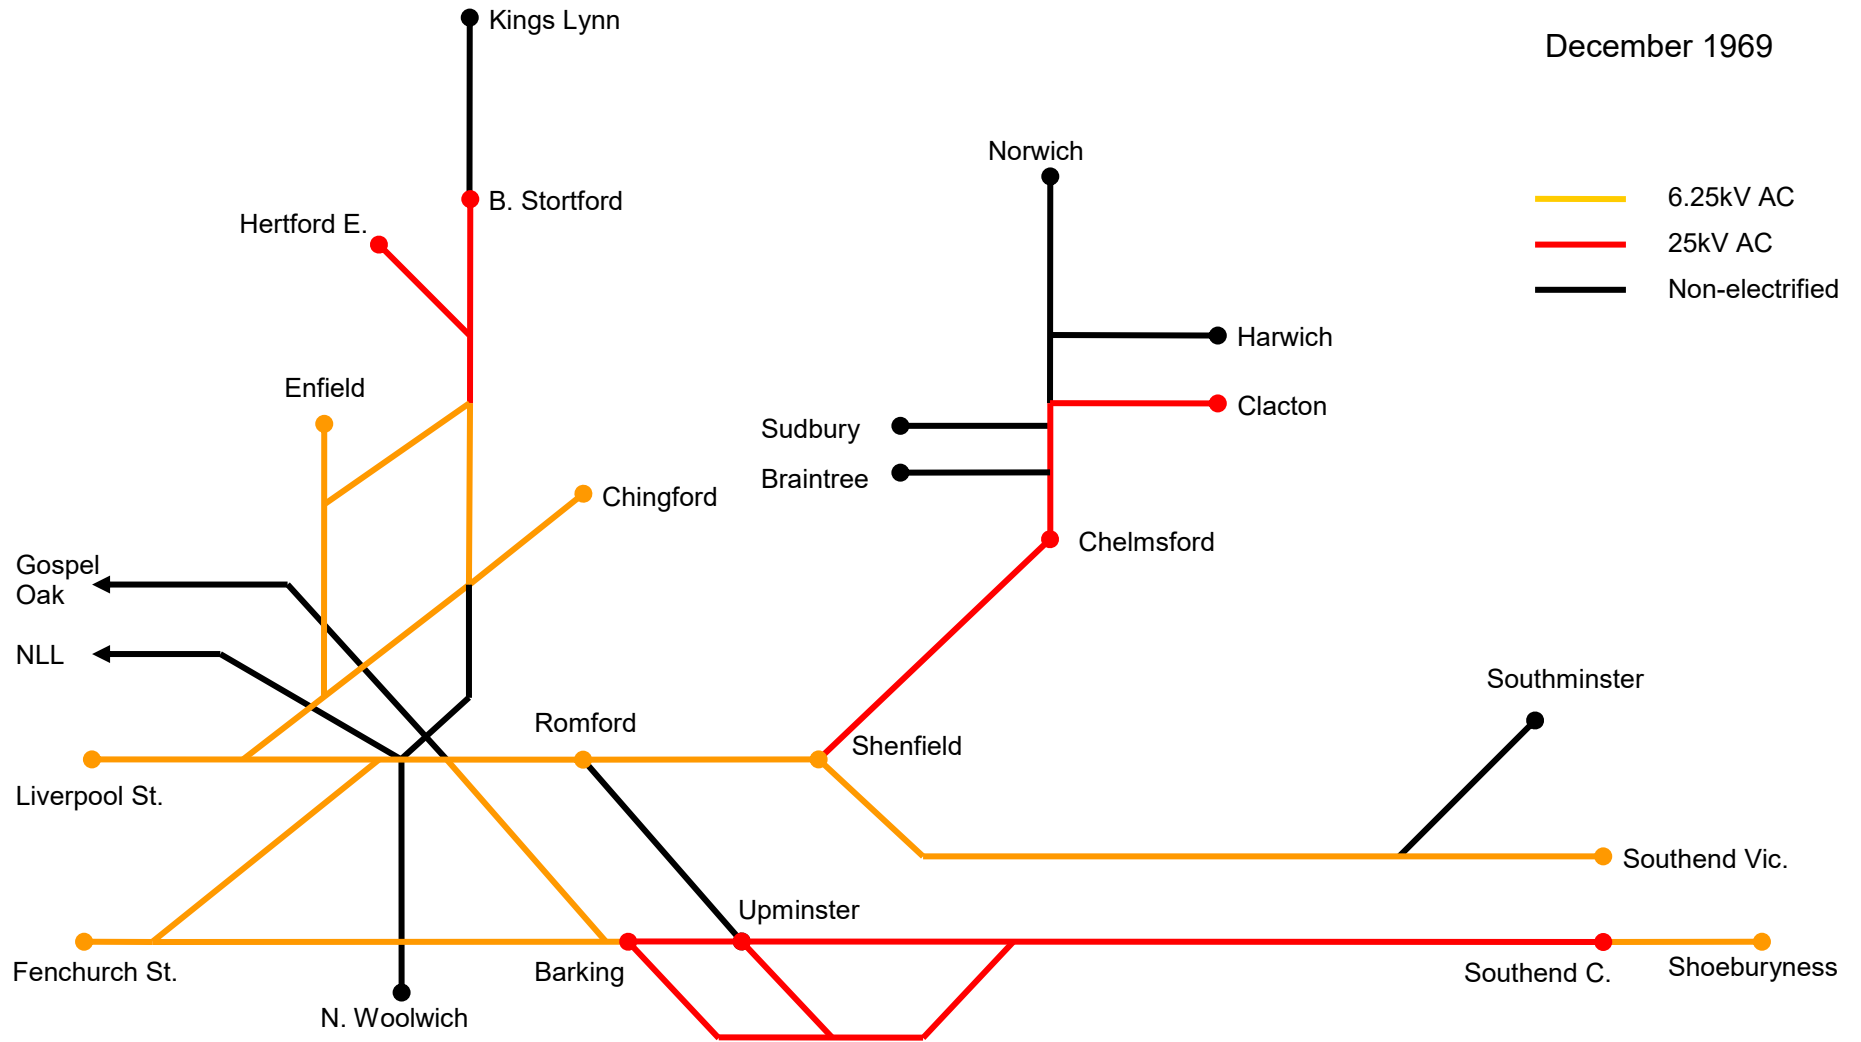 Kings Lynn
December 1969
Norwich
B. Stortford
6.25kV AC
Hertford E.
25kV AC
Non-electrified
Harwich
Enfield
Clacton
Sudbury
Braintree
Chingford
Chelmsford
Gospel
Oak
NLL
Southminster
Romford
Shenfield
Liverpool St.
Southend Vic.
Upminster
Fenchurch St.
Barking
Southend C.
Shoeburyness
N. Woolwich